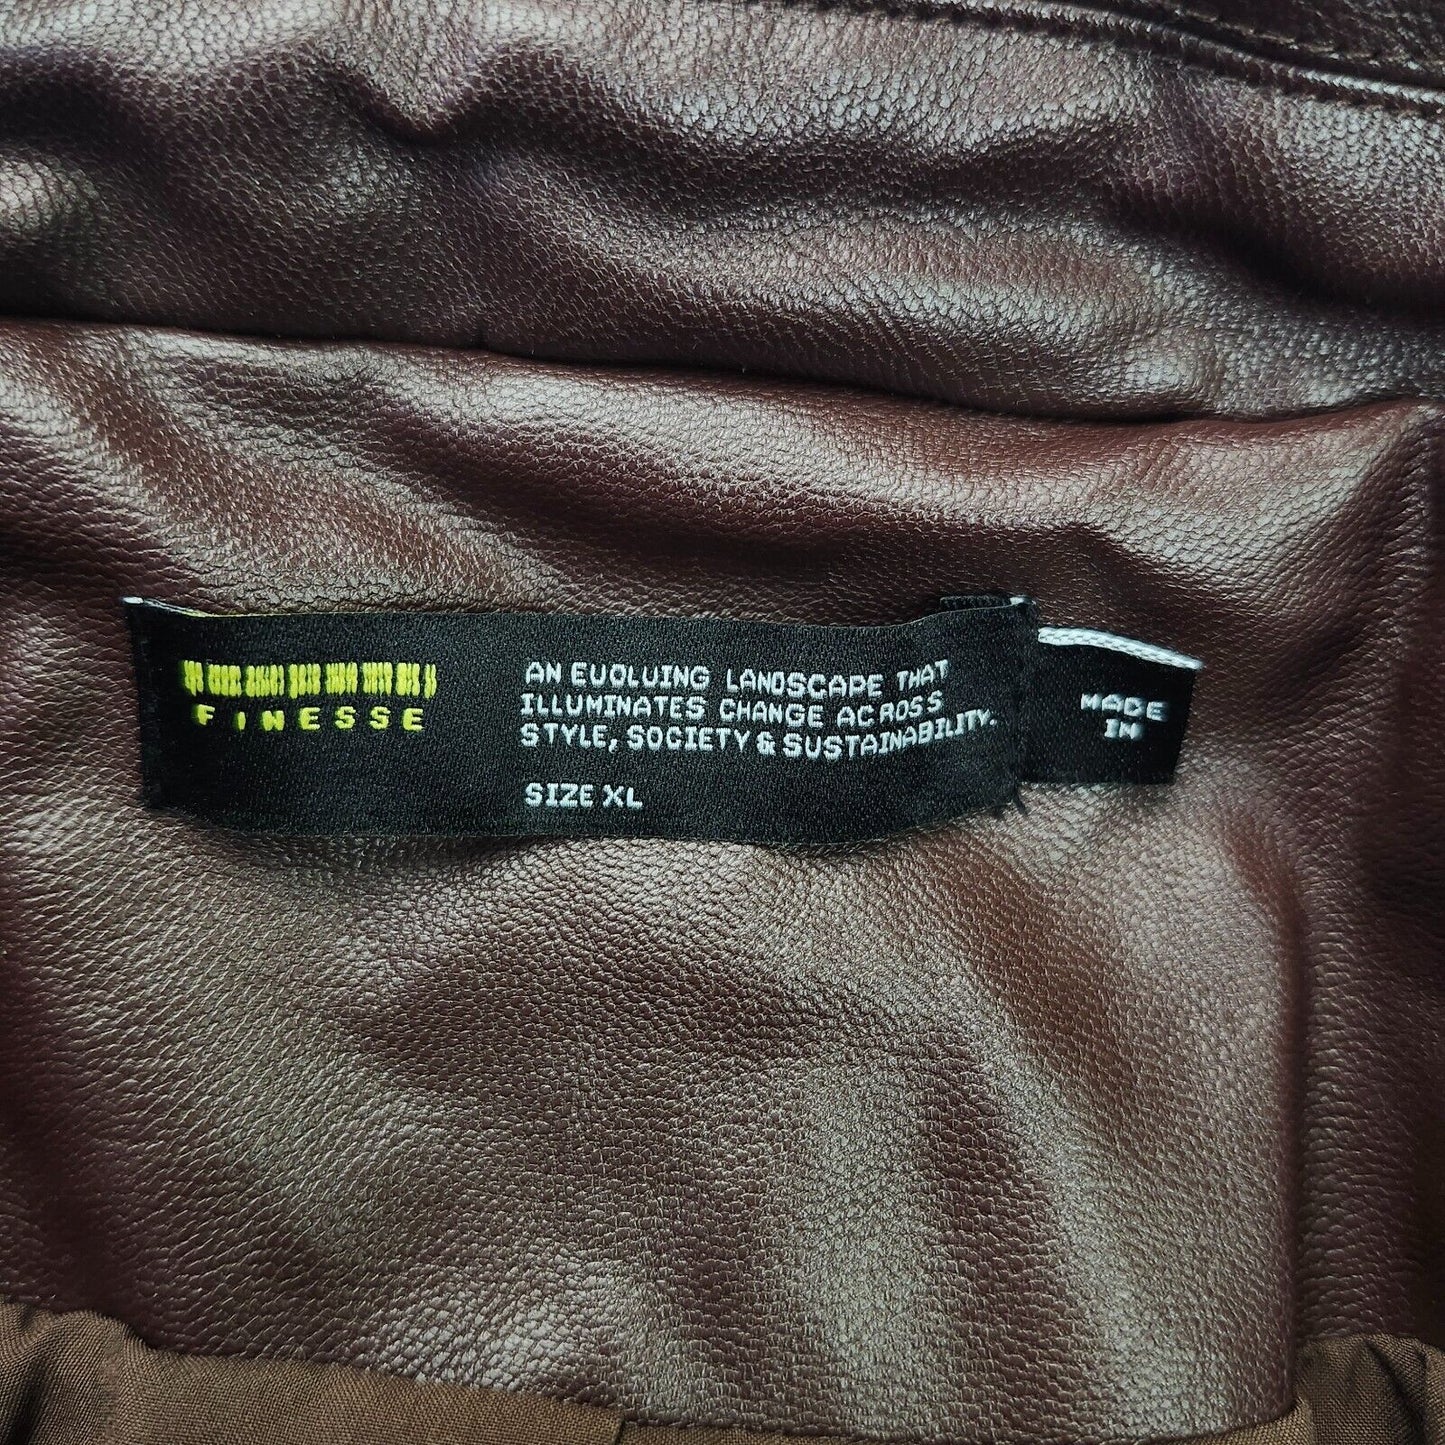 FINESSE
AN EVOLVING LANDSCAPE THAT
ILLUMINATES CHANGE ACROSS
STYLE, SOCIETY & SUSTAINABILITY.
SIZE XL
MADE
IN